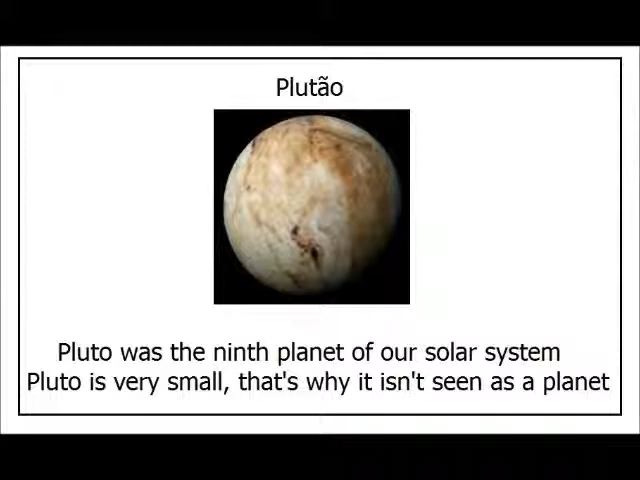 Plutão
Pluto was the ninth planet of our solar system
Pluto is very small, that's why it isn't seen as a planet